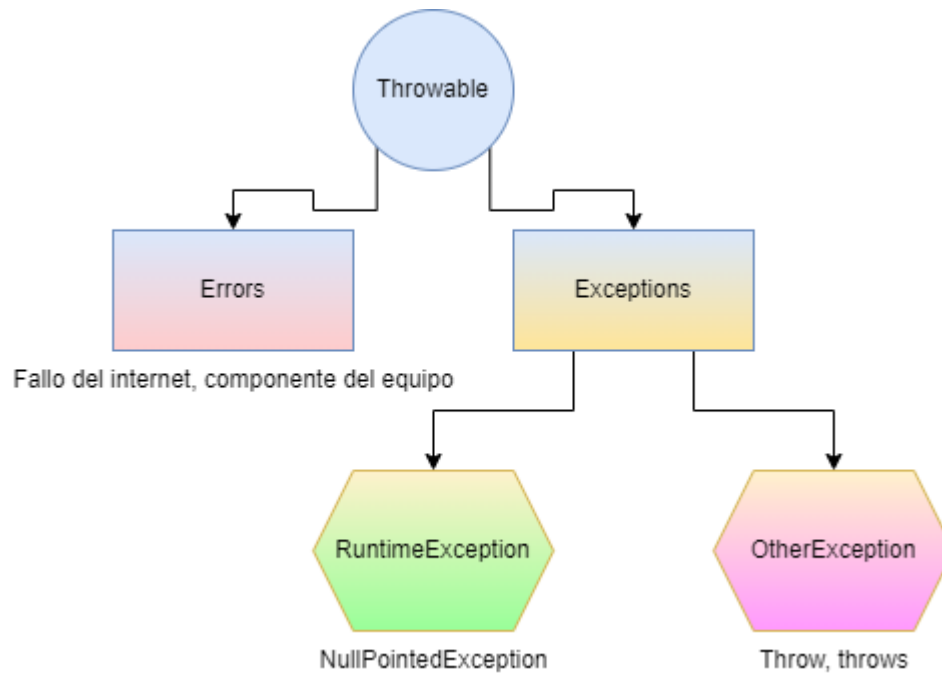 Throwable
Errors
Exceptions
Fallo del internet, componente del equipo
RuntimeException
OtherException
NullPointedException
Throw, throws